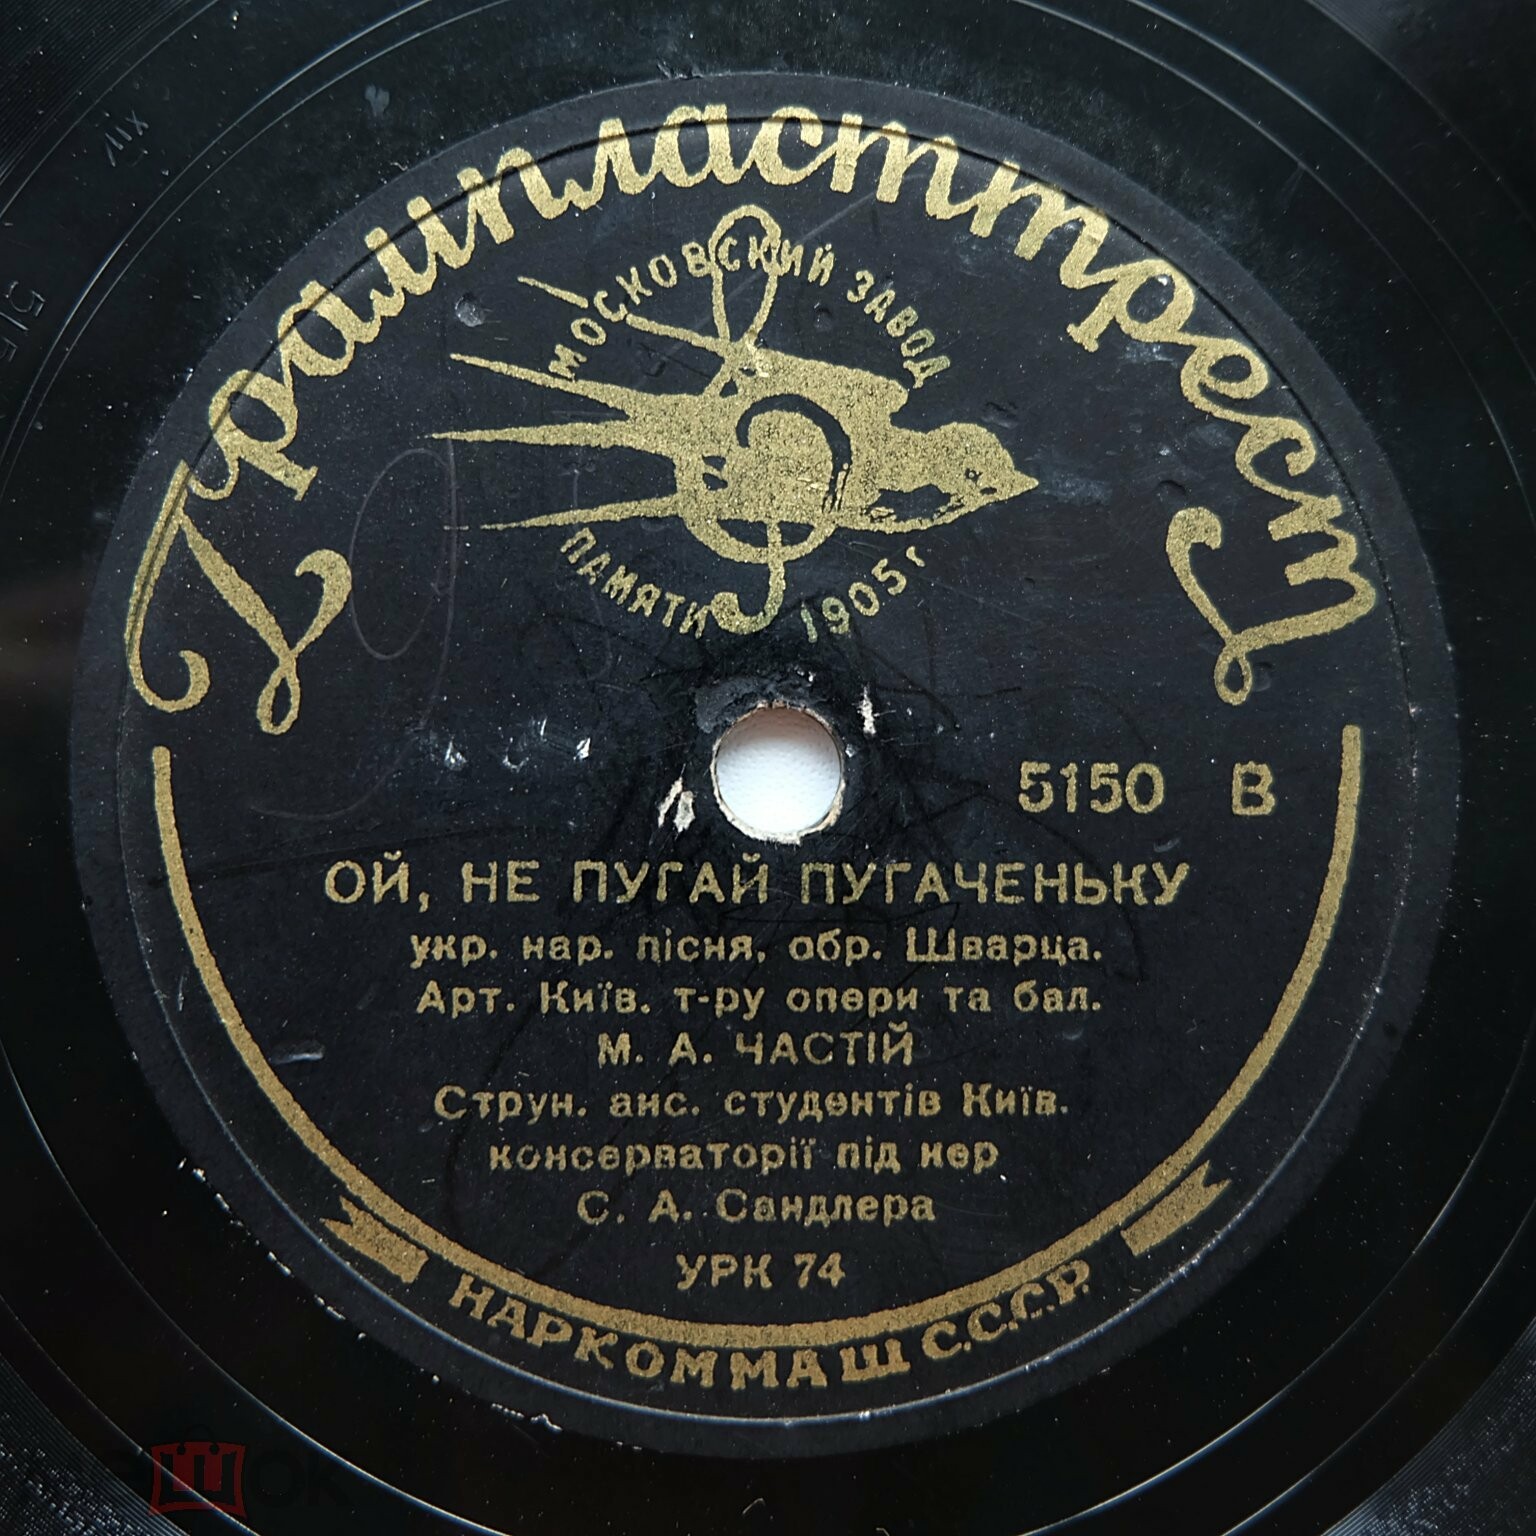 Грампласттрест
МОСКОВСКИЙ ЗАВОД
ПАМЯТИ 1905 г
5150 В
ОЙ, НЕ ПУГАЙ ПУГАЧЕНЬКУ
укр. нар. пісня, обр. Шварца.
Арт. Київ. т-ру опери та бал.
М. А. ЧАСТІЙ
Струн. анс. студентів Київ.
консерваторії під кер
С. А. Сандлера
УРК 74
НАРКОММАШ С.С.С.Р.